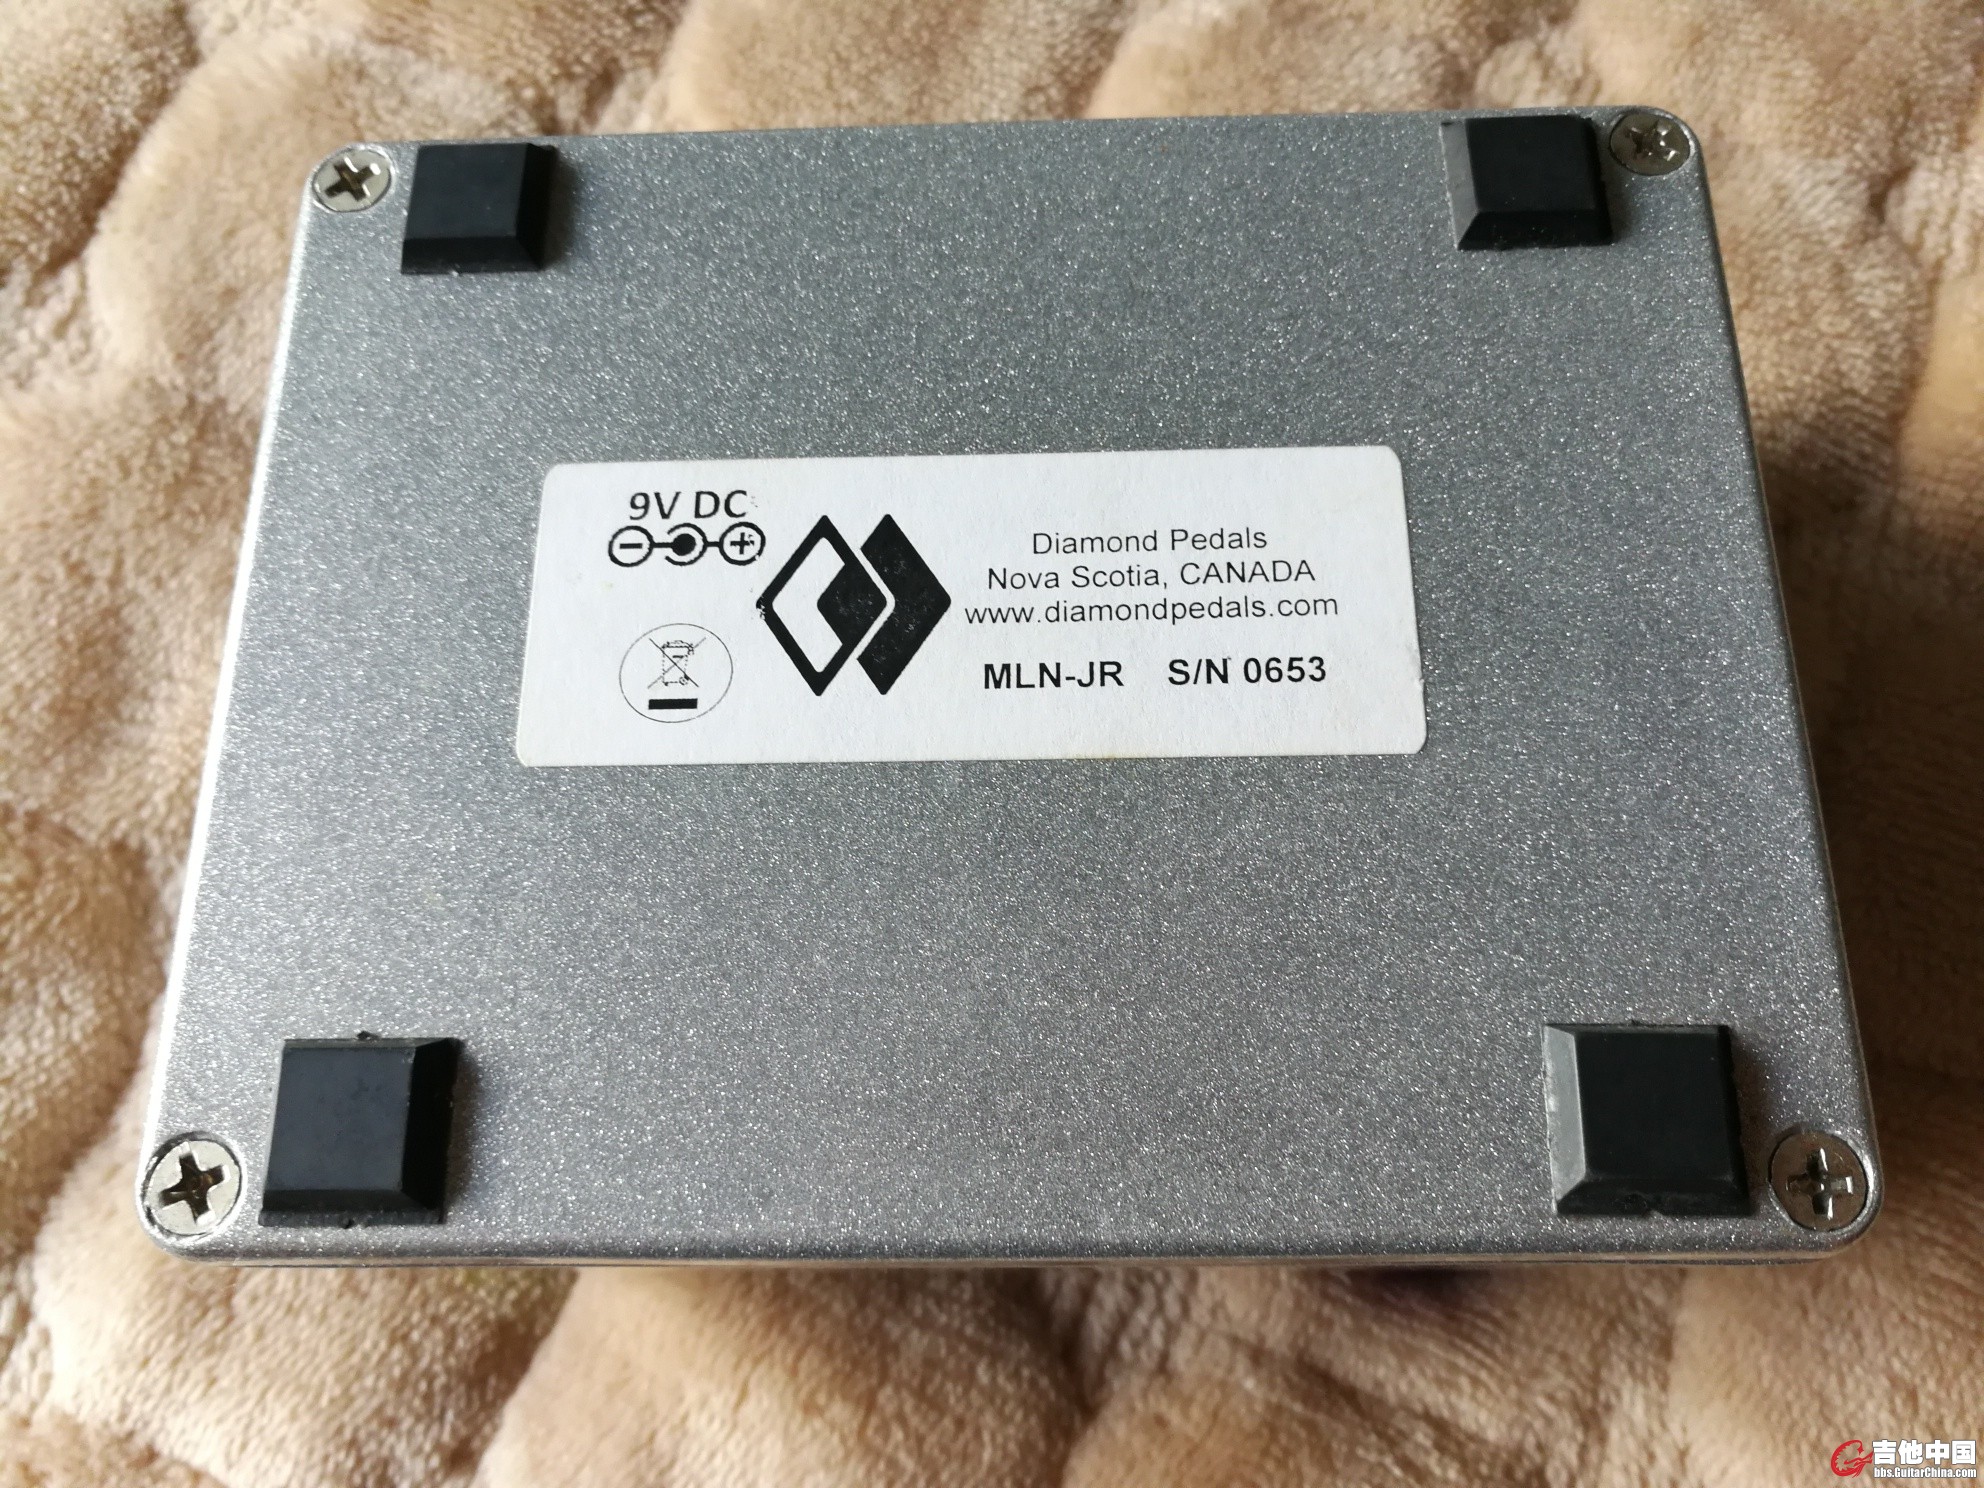 9V DC
Diamond Pedals
Nova Scotia, CANADA
www.diamondpedals.com
MLN-JR S/N 0653
吉他中国
bbs.GuitarChina.com